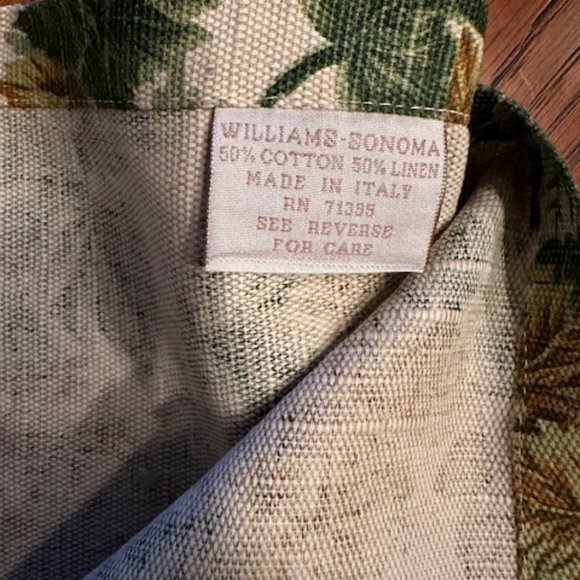 WILLIAMS-SONOMA
50% COTTON 50% LINEN
MADE IN ITALY
RN 71395
SEE REVERSE
FOR CARE